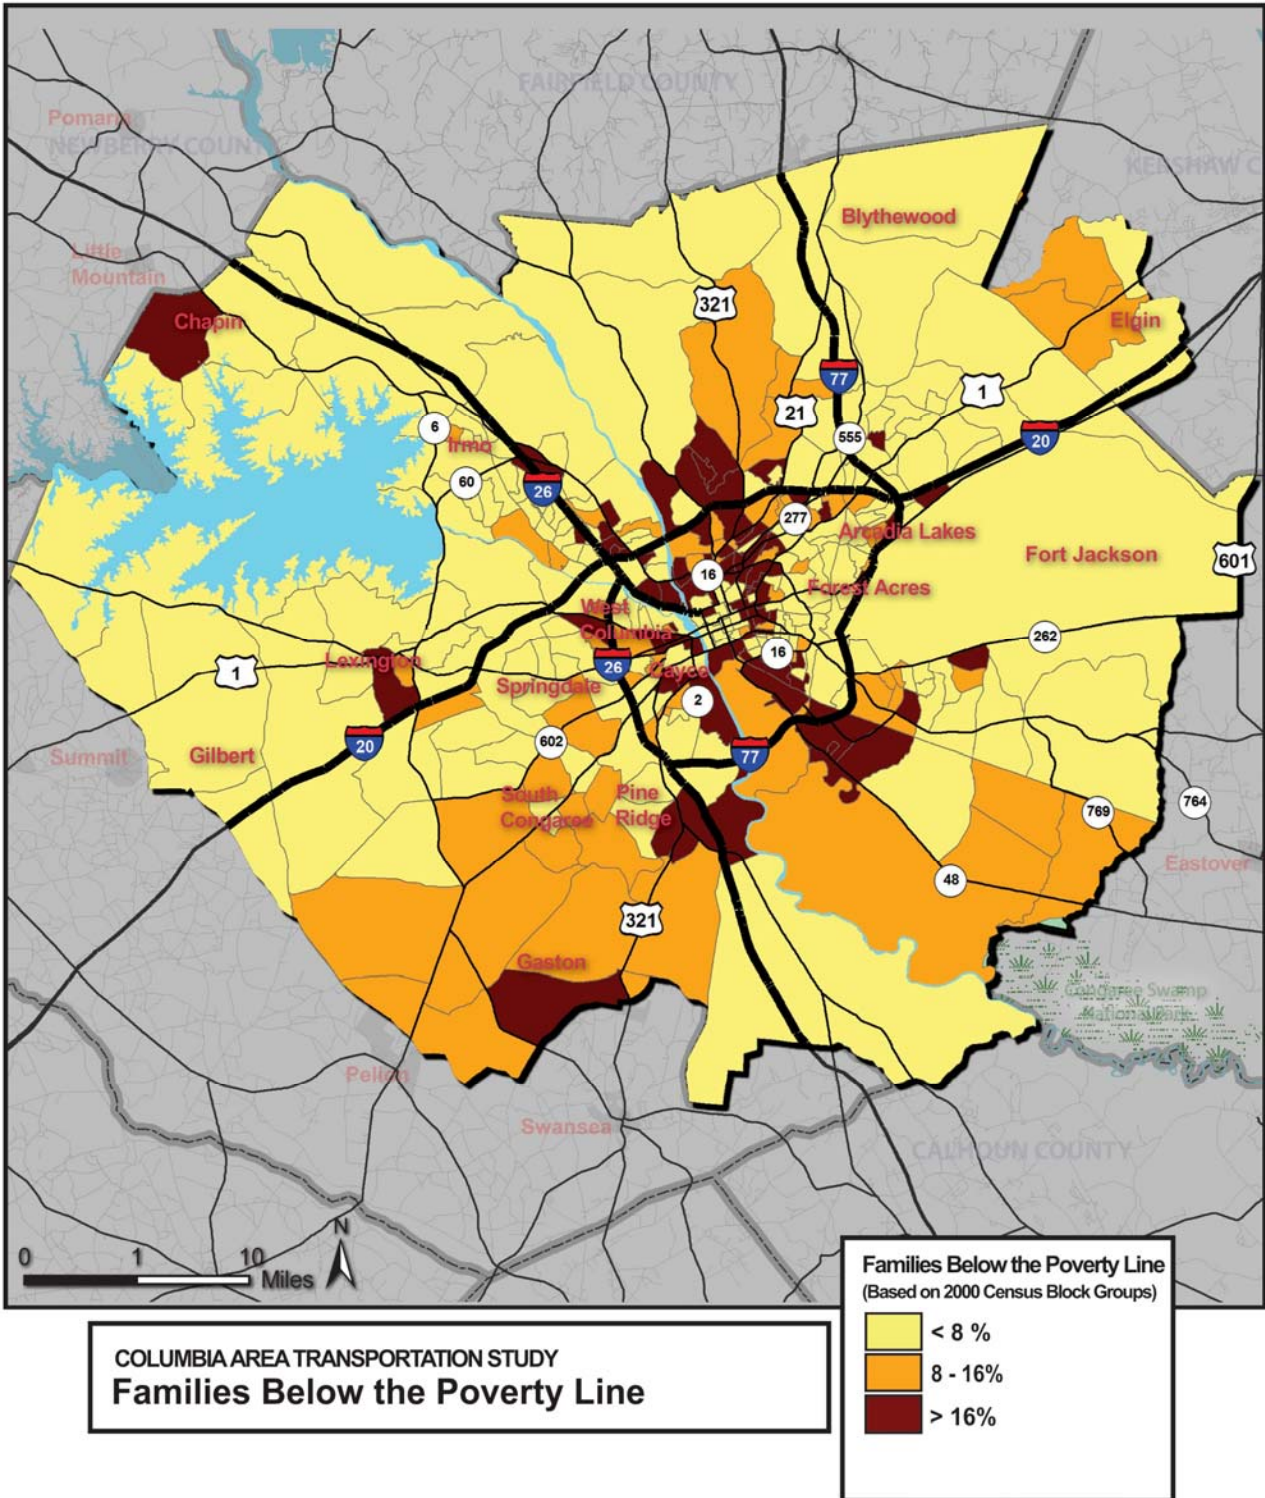 FAIRFIELD COUNTY
Pomaria
NEWBERRY COUNTY
KERSHAW C
Blythewood
Little
Mountain
321
Chapin
Elgin
77
1
21
6
Irmo
555
20
60
26
277
Arcadia Lakes
Fort Jackson
601
16
Forest Acres
West
Columbia
262
16
Lexington
26
Cayce
1
Springdale
2
602
20
Summit
Gilbert
77
South
Congaree
Pine
Ridge
769
764
Eastover
48
321
Gaston
Congaree Swamp
National Park
Pelion
Swansea
CALHOUN COUNTY
N
0 1 10
Miles
Families Below the Poverty Line
(Based on 2000 Census Block Groups)
< 8 %
8 - 16%
> 16%
COLUMBIA AREA TRANSPORTATION STUDY
Families Below the Poverty Line